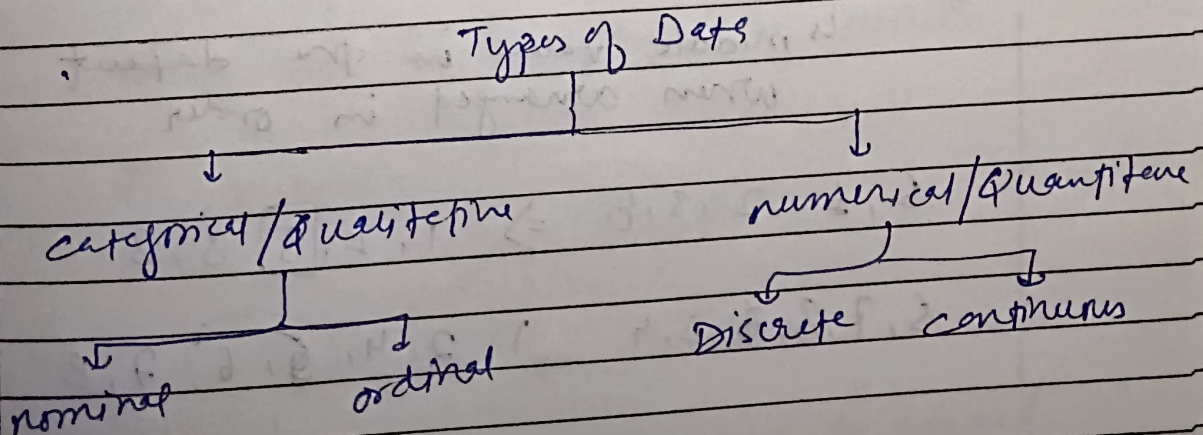 Types of Data
Categorical/Qualitative
numerical/Quantitative
nominal
ordinal
Discrete
continuous